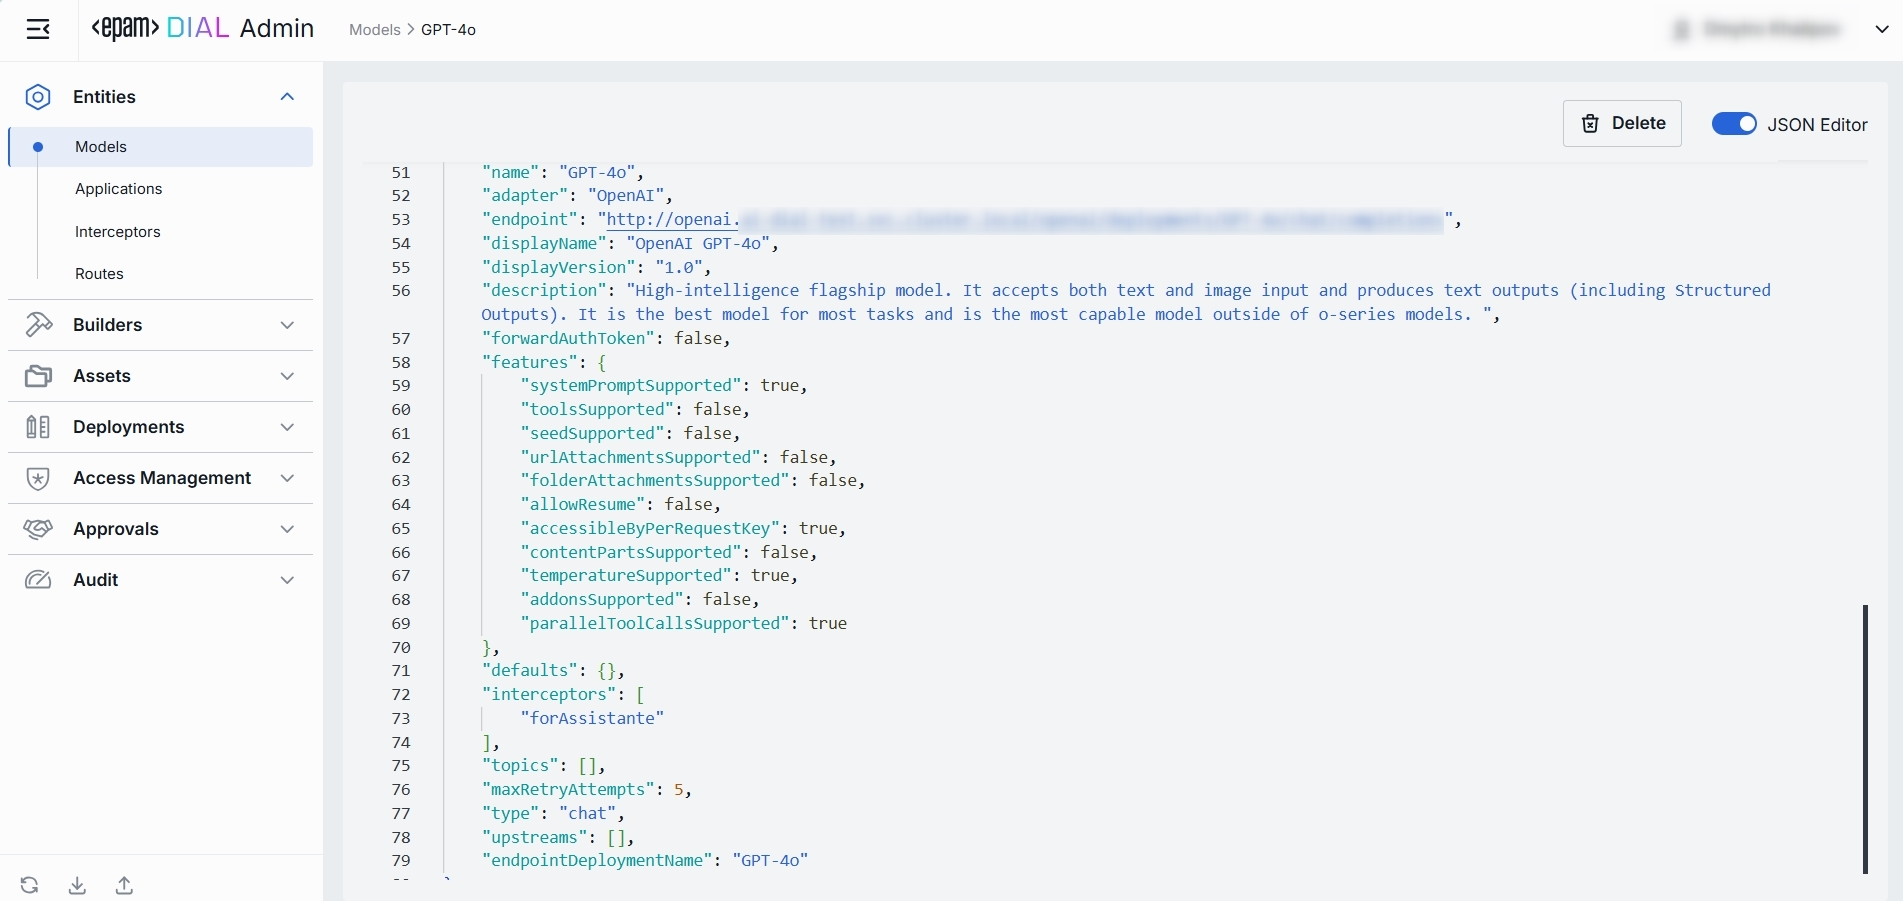 <epam> DIAL Admin
Models > GPT-4o
Entities
Models
Applications
Interceptors
Routes
Builders
Assets
Deployments
Access Management
Approvals
Audit
Delete
JSON Editor
51 "name": "GPT-4o",
52 "adapter": "OpenAI",
53 "endpoint": "http://openai. ",
54 "displayName": "OpenAI GPT-4o",
55 "displayVersion": "1.0",
56 "description": "High-intelligence flagship model. It accepts both text and image input and produces text outputs (including Structured
Outputs). It is the best model for most tasks and is the most capable model outside of o-series models. ",
57 "forwardAuthToken": false,
58 "features": {
59 "systemPromptSupported": true,
60 "toolsSupported": false,
61 "seedSupported": false,
62 "urlAttachmentsSupported": false,
63 "folderAttachmentsSupported": false,
64 "allowResume": false,
65 "accessibleByPerRequestKey": true,
66 "contentPartsSupported": false,
67 "temperatureSupported": true,
68 "addonsSupported": false,
69 "parallelToolCallsSupported": true
70 },
71 "defaults": {},
72 "interceptors": [
73 "forAssistante"
74 ],
75 "topics": [],
76 "maxRetryAttempts": 5,
77 "type": "chat",
78 "upstreams": [],
79 "endpointDeploymentName": "GPT-4o"